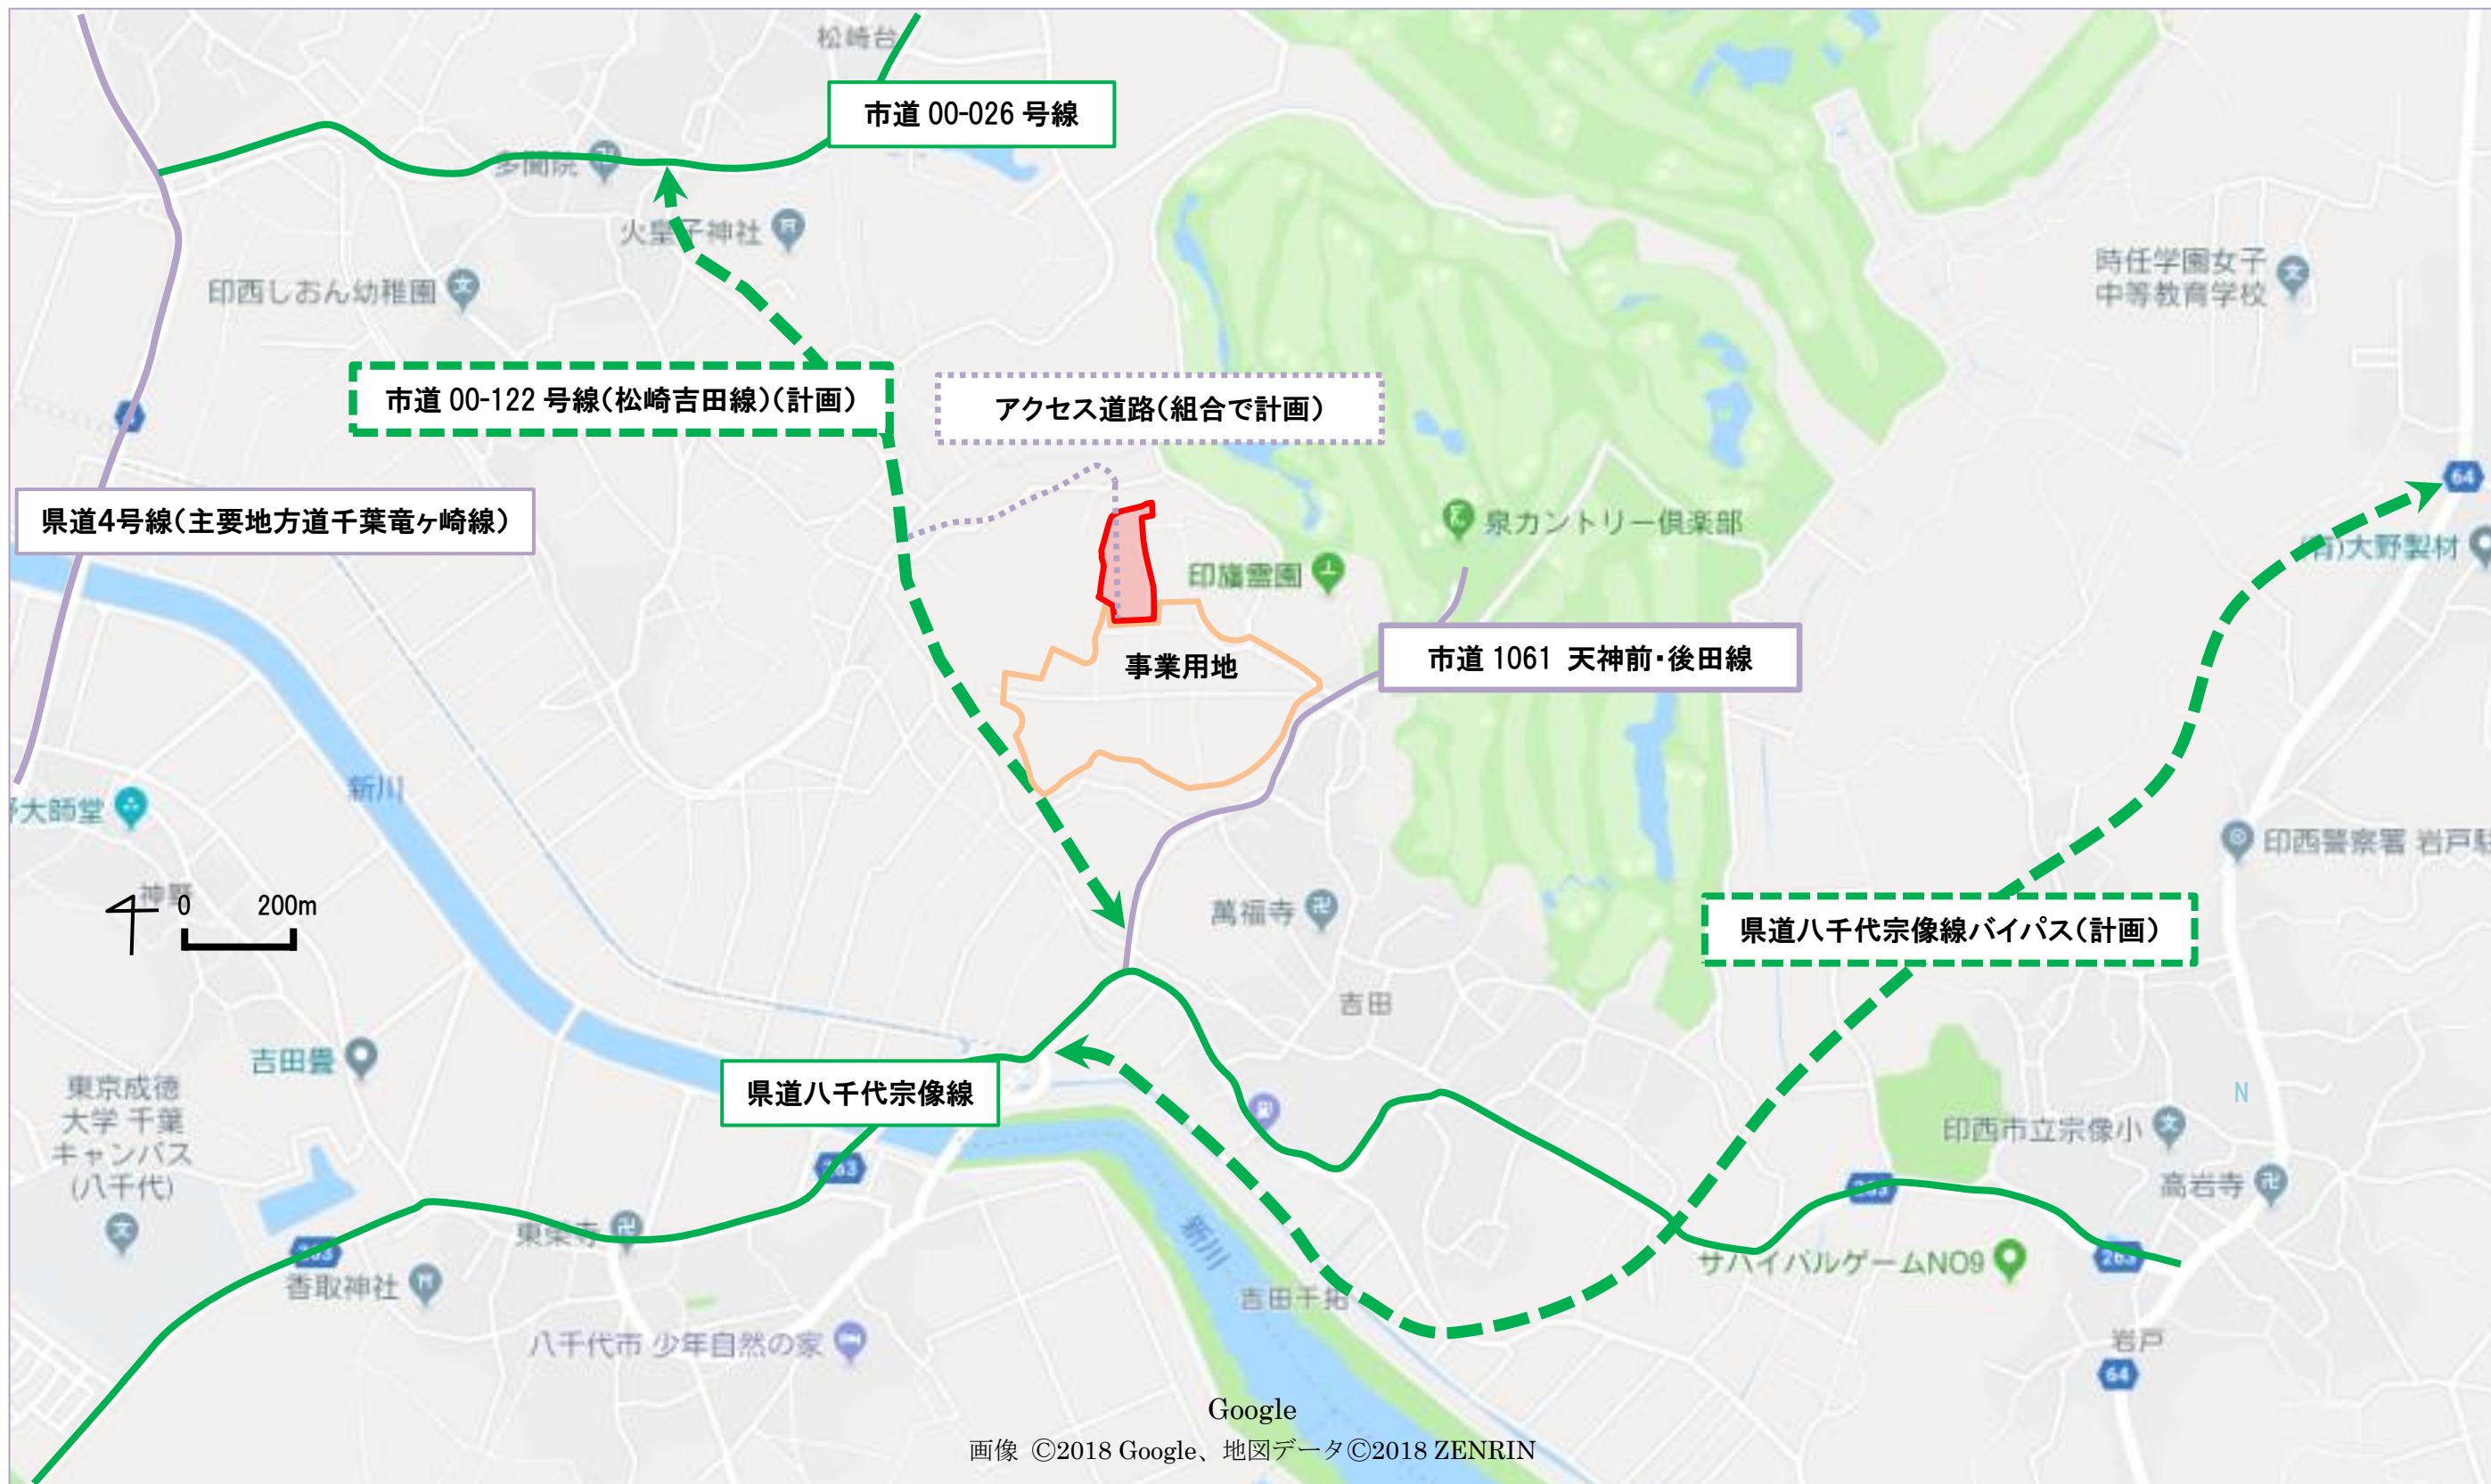 松崎台
市道 00-026 号線
多聞院
火皇子神社
印西しおん幼稚園
時任学園女子
中等教育学校
市道 00-122 号線(松崎吉田線)(計画)
アクセス道路(組合で計画)
64
県道4号線(主要地方道千葉竜ヶ崎線)
泉カントリー倶楽部
(有)大野製材
印旛霊園
事業用地
市道 1061 天神前・後田線
新川
大師堂
印西警察署 岩戸駐
神野
0 200m
萬福寺
県道八千代宗像線バイパス(計画)
吉田
吉田畳
東京成徳
大学 千葉
キャンパス
(八千代)
県道八千代宗像線
N
印西市立宗像小
263
263
高岩寺
東栄寺
新川
263
263
サバイバルゲームNO9
香取神社
吉田干拓
八千代市 少年自然の家
岩戸
64
Google
画像 ©2018 Google、地図データ©2018 ZENRIN